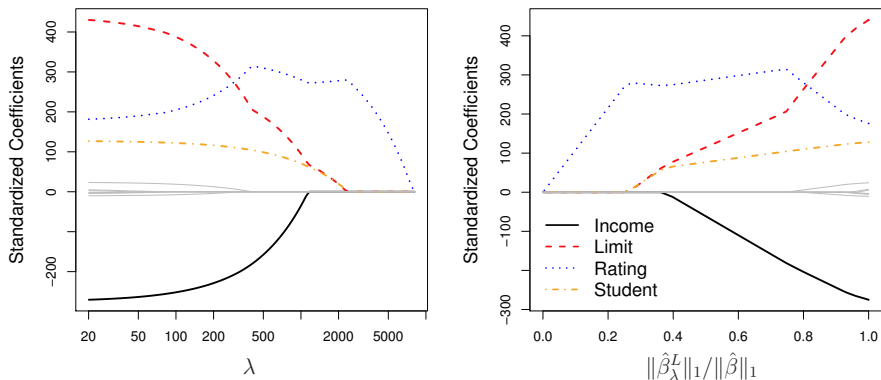 Standardized Coefficients
400
300
200
100
0
-200
20 50 100 200 500 2000 5000
λ
Standardized Coefficients
400
300
200
100
0
-100
-300
0.0 0.2 0.4 0.6 0.8 1.0
‖β̂ᴸλ‖₁/‖β̂‖₁
Income
Limit
Rating
Student